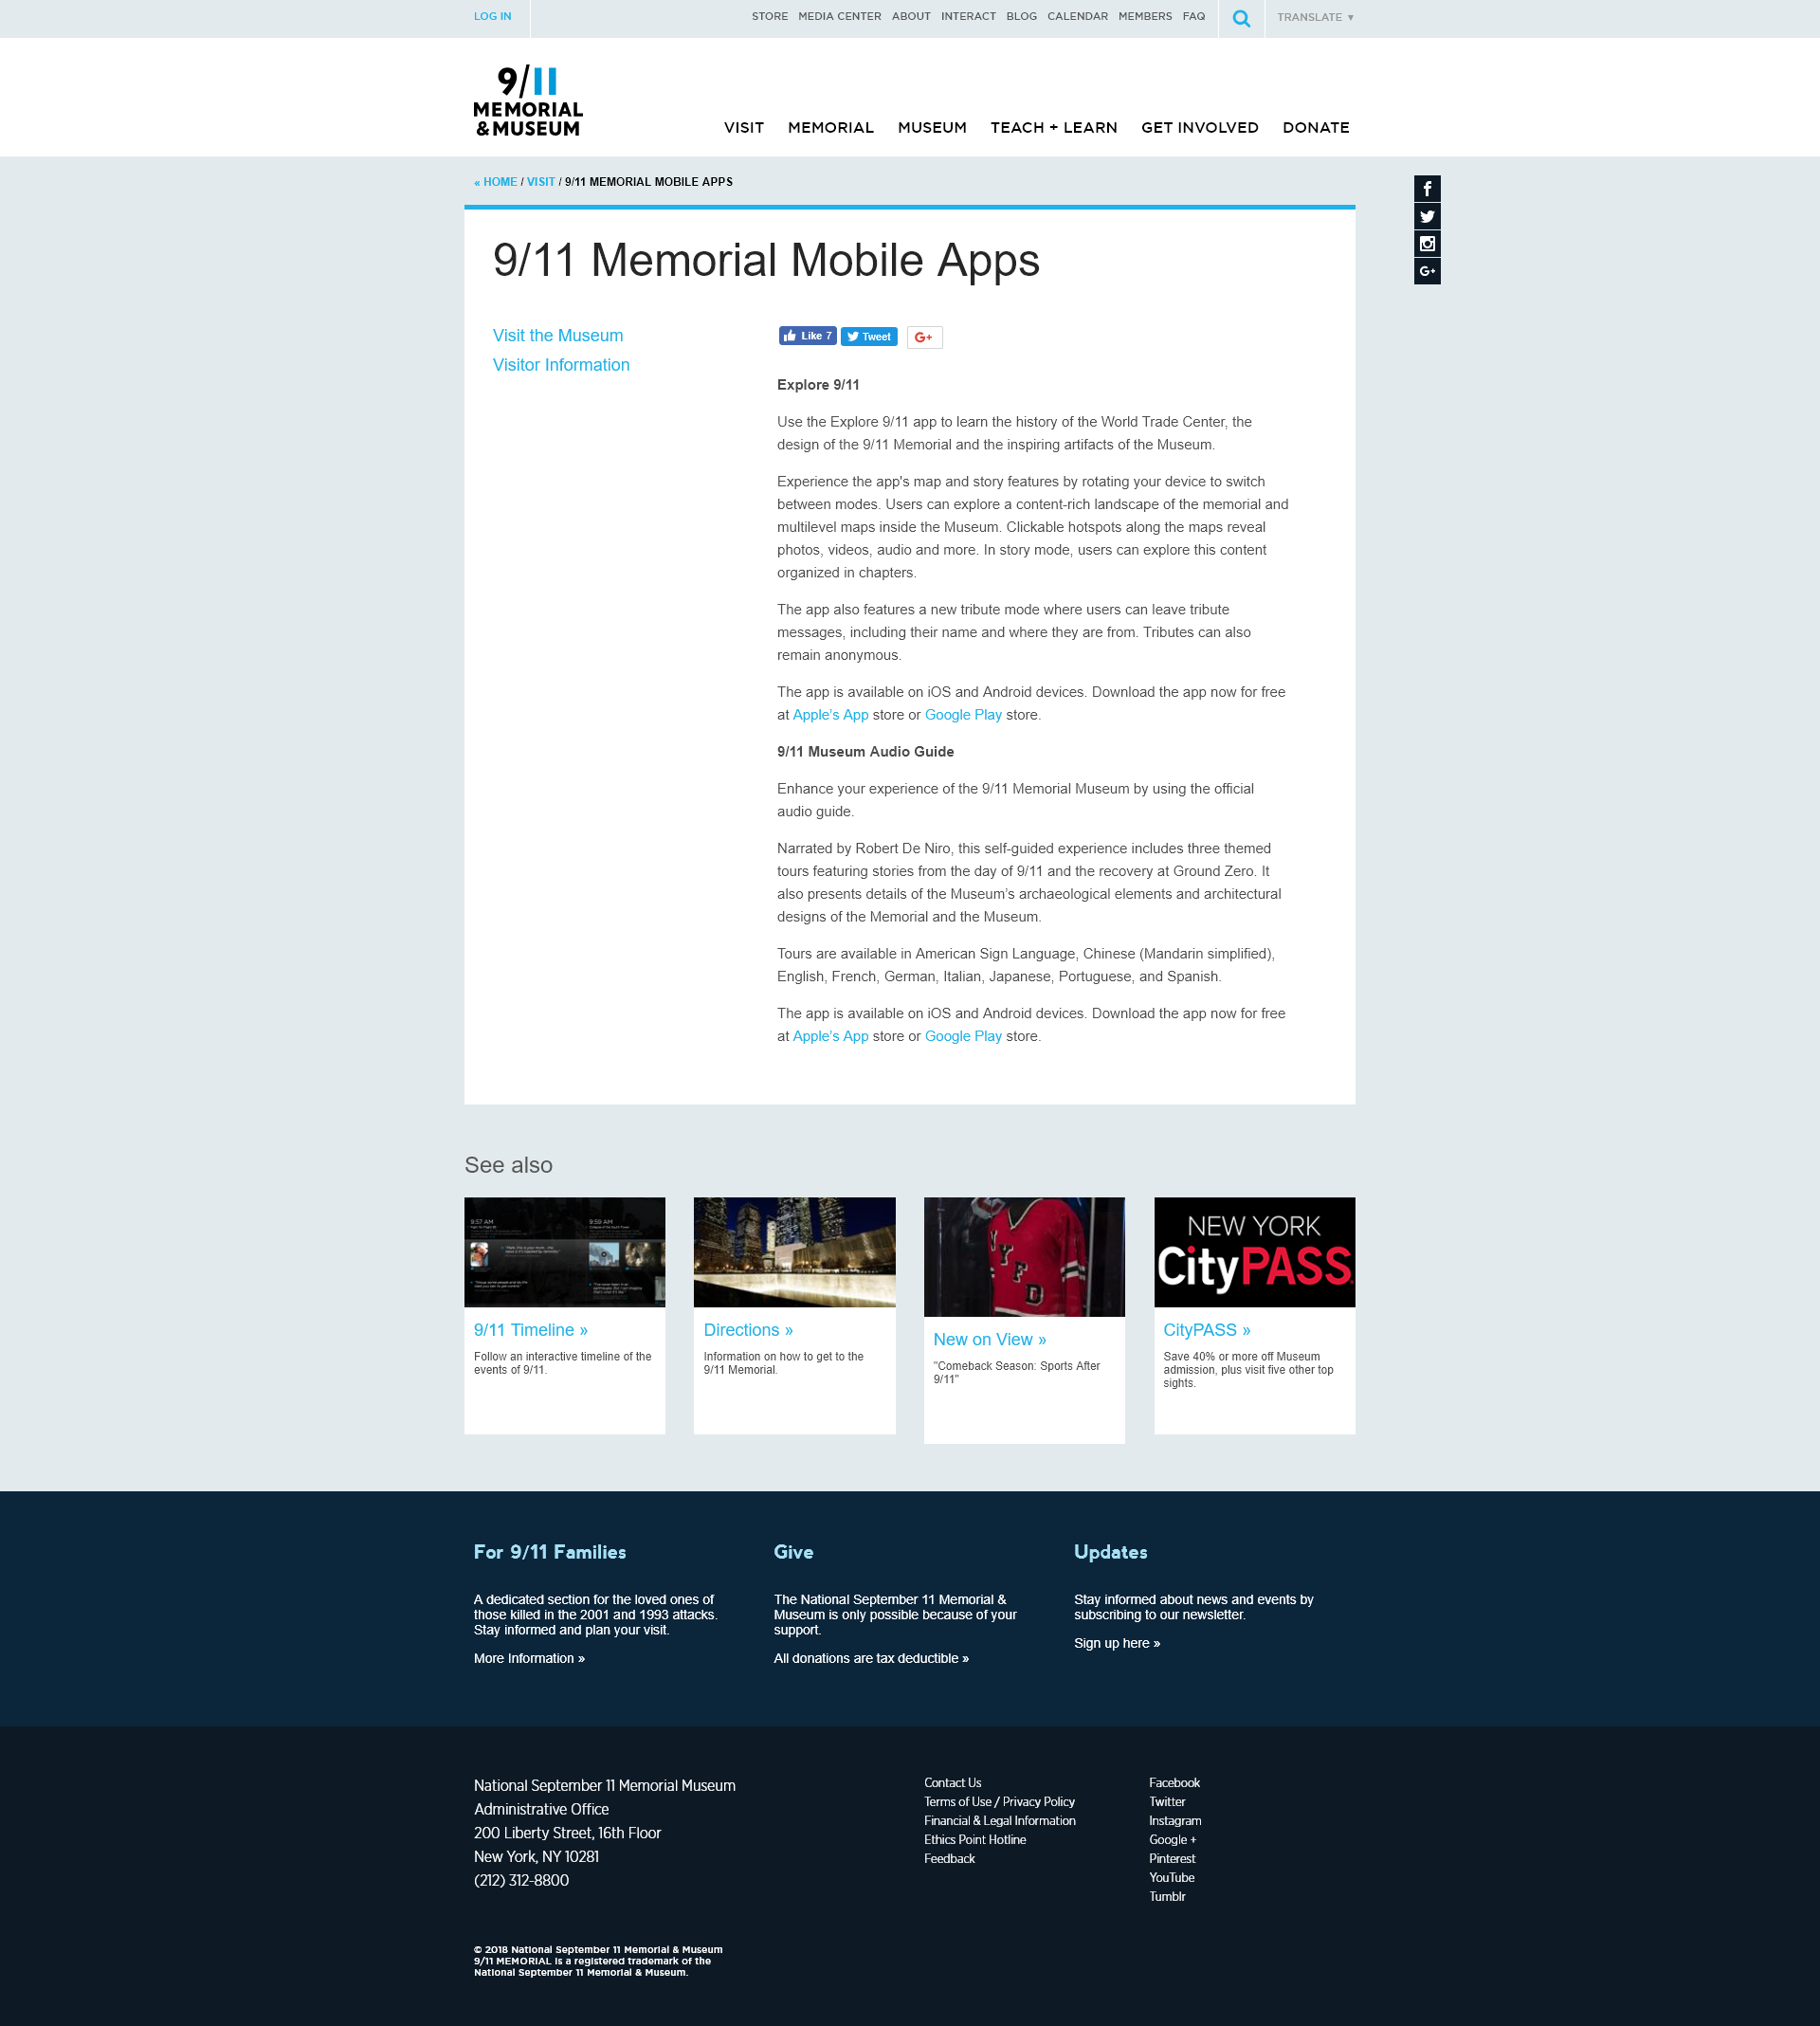 LOG IN
STORE MEDIA CENTER ABOUT INTERACT BLOG CALENDAR MEMBERS FAQ
TRANSLATE ▼
9/11
MEMORIAL
&MUSEUM
VISIT MEMORIAL MUSEUM TEACH + LEARN GET INVOLVED DONATE
« HOME / VISIT / 9/11 MEMORIAL MOBILE APPS
9/11 Memorial Mobile Apps
Visit the Museum
Visitor Information
Like 7 Tweet G+
Explore 9/11
Use the Explore 9/11 app to learn the history of the World Trade Center, the
design of the 9/11 Memorial and the inspiring artifacts of the Museum.
Experience the app's map and story features by rotating your device to switch
between modes. Users can explore a content-rich landscape of the memorial and
multilevel maps inside the Museum. Clickable hotspots along the maps reveal
photos, videos, audio and more. In story mode, users can explore this content
organized in chapters.
The app also features a new tribute mode where users can leave tribute
messages, including their name and where they are from. Tributes can also
remain anonymous.
The app is available on iOS and Android devices. Download the app now for free
at Apple's App store or Google Play store.
9/11 Museum Audio Guide
Enhance your experience of the 9/11 Memorial Museum by using the official
audio guide.
Narrated by Robert De Niro, this self-guided experience includes three themed
tours featuring stories from the day of 9/11 and the recovery at Ground Zero. It
also presents details of the Museum's archaeological elements and architectural
designs of the Memorial and the Museum.
Tours are available in American Sign Language, Chinese (Mandarin simplified),
English, French, German, Italian, Japanese, Portuguese, and Spanish.
The app is available on iOS and Android devices. Download the app now for free
at Apple's App store or Google Play store.
See also
9:57 AM
9:59 AM
9/11 Timeline »
Follow an interactive timeline of the
events of 9/11.
Directions »
Information on how to get to the
9/11 Memorial.
NYFD
New on View »
"Comeback Season: Sports After
9/11"
NEW YORK
CityPASS
CityPASS »
Save 40% or more off Museum
admission, plus visit five other top
sights.
For 9/11 Families
A dedicated section for the loved ones of
those killed in the 2001 and 1993 attacks.
Stay informed and plan your visit.
More Information »
Give
The National September 11 Memorial &
Museum is only possible because of your
support.
All donations are tax deductible »
Updates
Stay informed about news and events by
subscribing to our newsletter.
Sign up here »
National September 11 Memorial Museum
Administrative Office
200 Liberty Street, 16th Floor
New York, NY 10281
(212) 312-8800
Contact Us
Terms of Use / Privacy Policy
Financial & Legal Information
Ethics Point Hotline
Feedback
Facebook
Twitter
Instagram
Google +
Pinterest
YouTube
Tumblr
© 2018 National September 11 Memorial & Museum
9/11 MEMORIAL is a registered trademark of the
National September 11 Memorial & Museum.